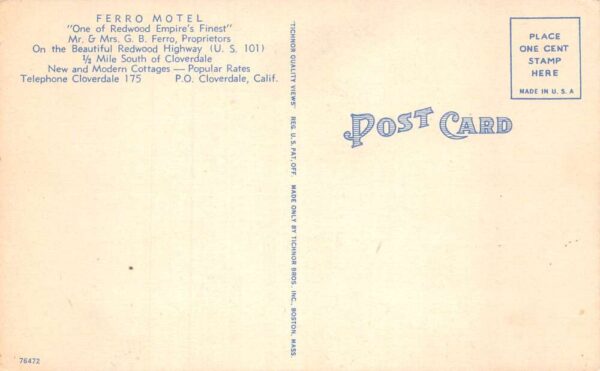 FERRO MOTEL
"One of Redwood Empire's Finest"
Mr. & Mrs. G. B. Ferro, Proprietors
On the Beautiful Redwood Highway (U. S. 101)
½ Mile South of Cloverdale
New and Modern Cottages — Popular Rates
Telephone Cloverdale 175 P.O. Cloverdale, Calif.
"TICHNOR QUALITY VIEWS" REG. U. S. PAT. OFF. MADE ONLY BY TICHNOR BROS. INC., BOSTON, MASS
POST CARD
PLACE
ONE CENT
STAMP
HERE
MADE IN U. S. A
76472